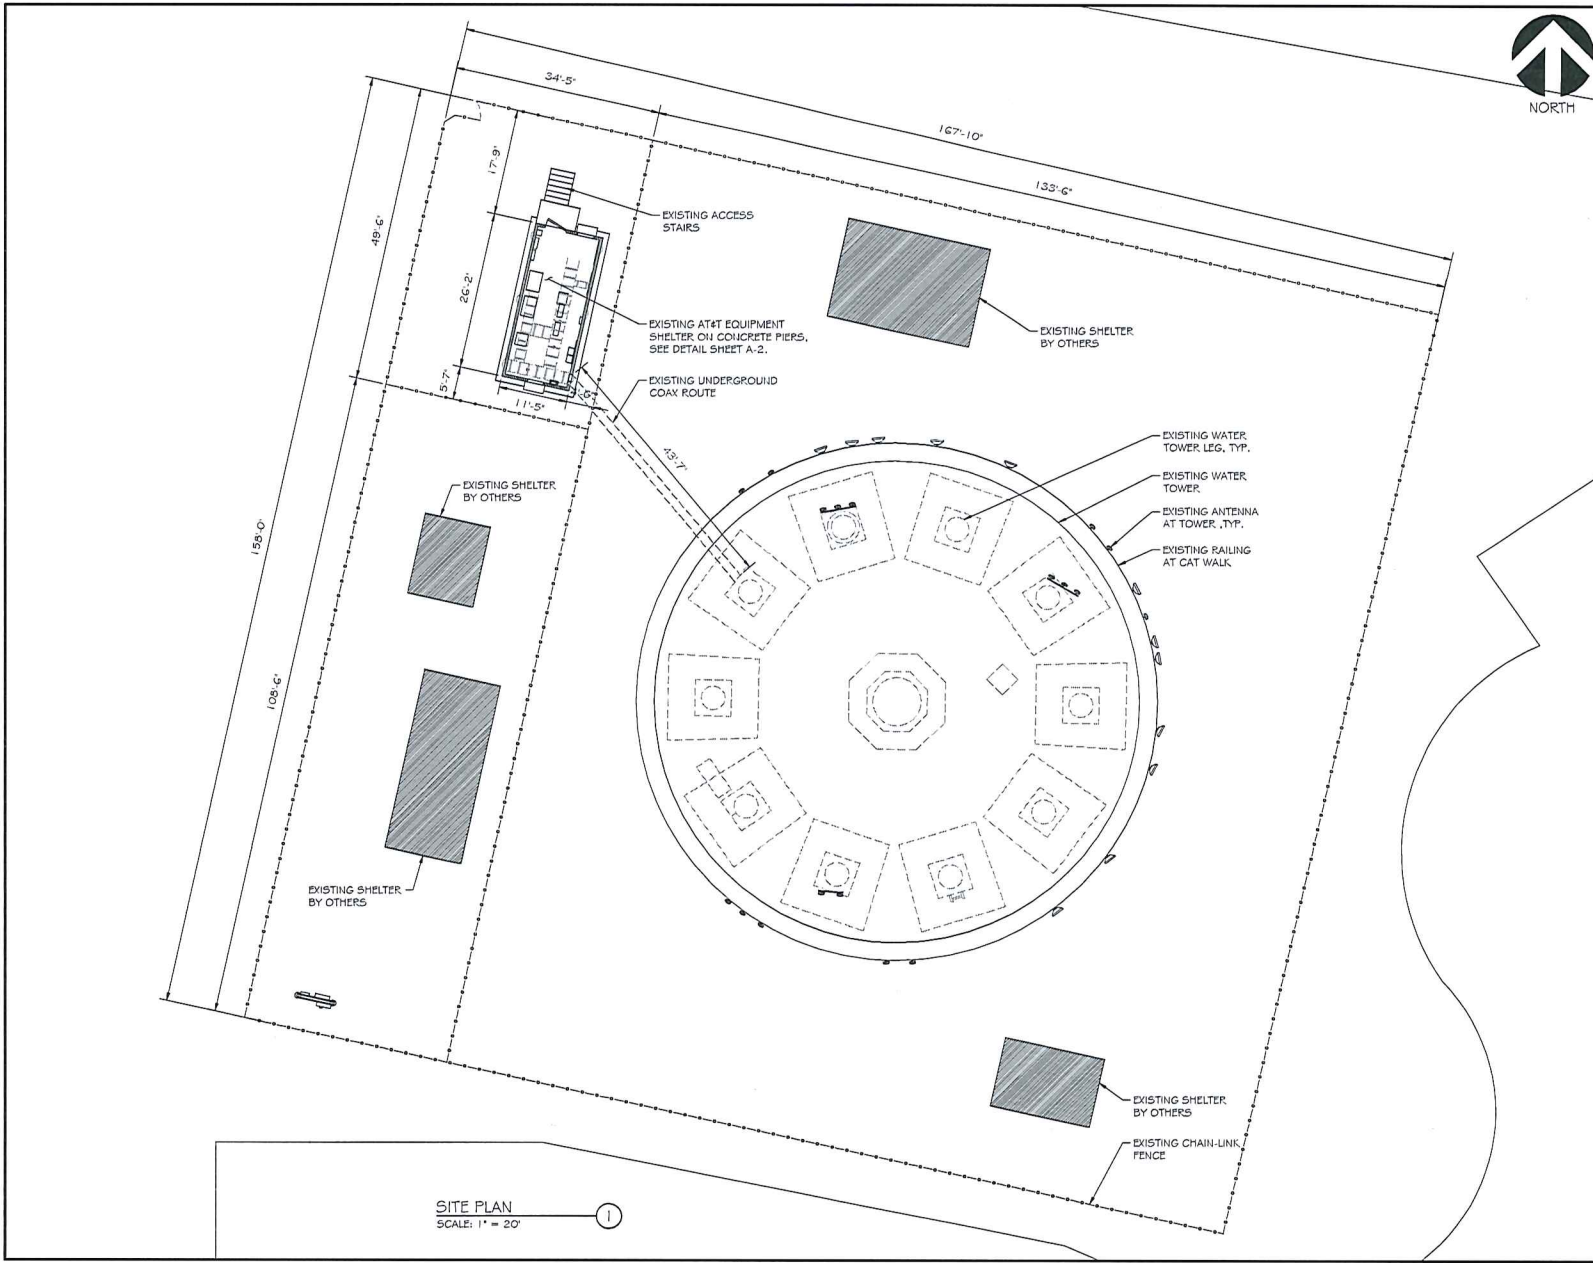 NORTH
34'-5"
167'-10"
133'-6"
17'-9"
49'-6"
26'-2"
5'-7"
11'-5"
43'-7"
158'-0"
108'-6"
EXISTING ACCESS
STAIRS
EXISTING AT&T EQUIPMENT
SHELTER ON CONCRETE PIERS,
SEE DETAIL SHEET A-2.
EXISTING UNDERGROUND
COAX ROUTE
EXISTING SHELTER
BY OTHERS
EXISTING WATER
TOWER LEG, TYP.
EXISTING WATER
TOWER
EXISTING ANTENNA
AT TOWER ,TYP.
EXISTING RAILING
AT CAT WALK
EXISTING SHELTER
BY OTHERS
EXISTING SHELTER
BY OTHERS
EXISTING SHELTER
BY OTHERS
EXISTING CHAIN-LINK
FENCE
SITE PLAN
SCALE: 1" = 20'
1